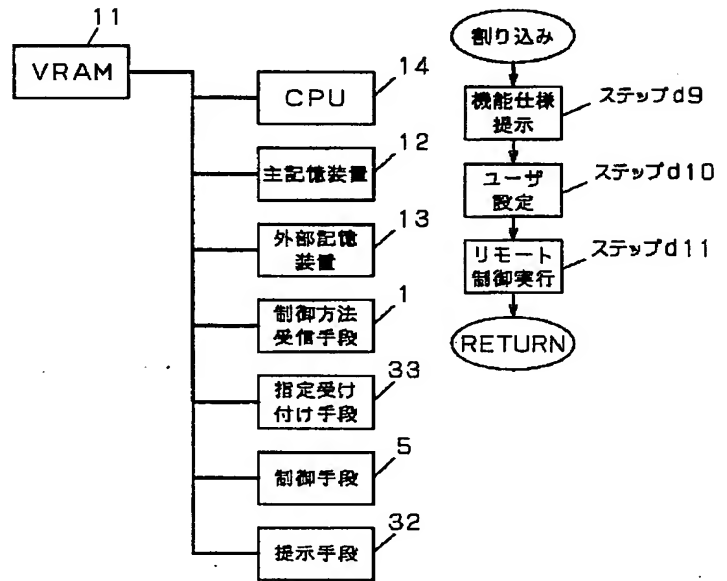 11
VRAM
14
CPU
12
主記憶装置
13
外部記憶
装置
1
制御方法
受信手段
33
指定受け
付け手段
5
制御手段
32
提示手段
割り込み
機能仕様
提示
ステップd9
ユーザ
設定
ステップd10
リモート
制御実行
ステップd11
RETURN